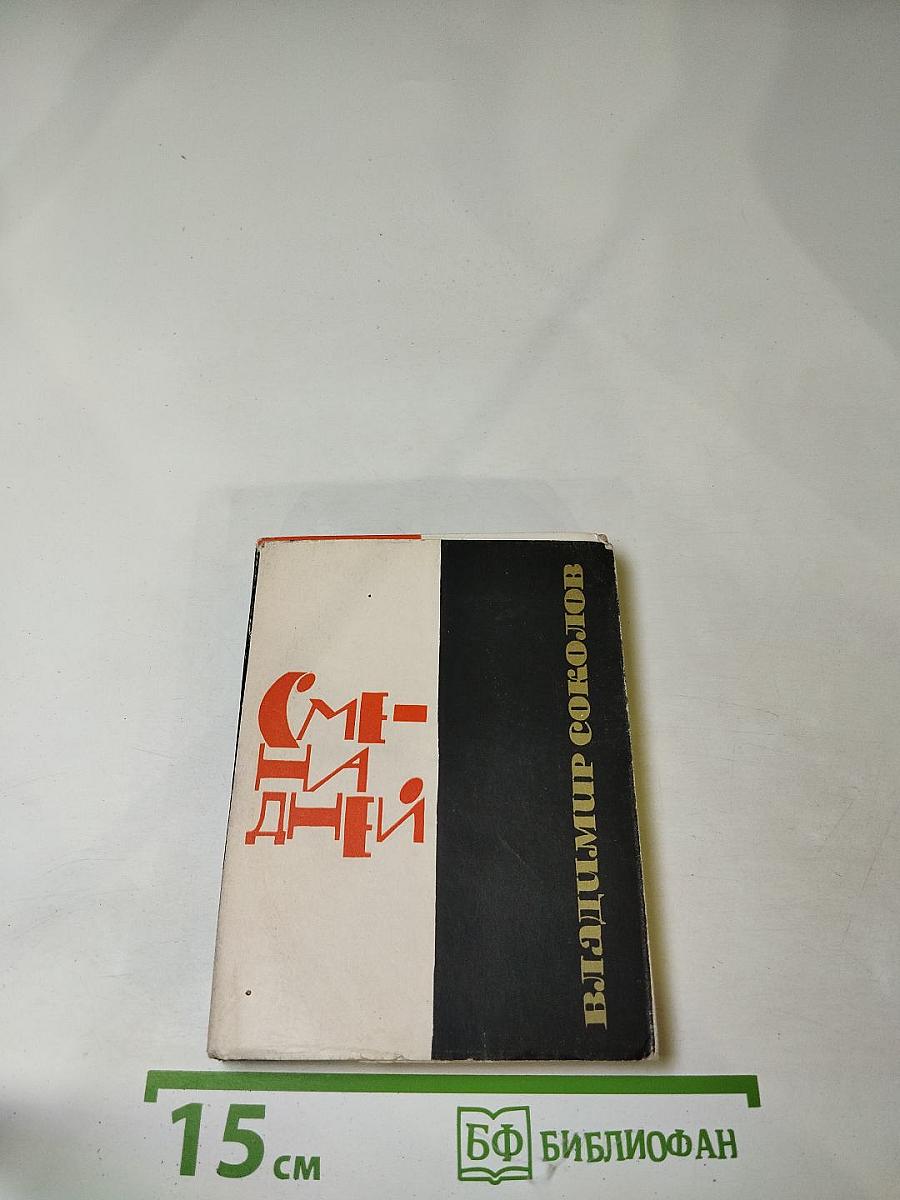 Сме-
на
дней
Владимир Соколов
15 см
БФ БИБЛИОФАН